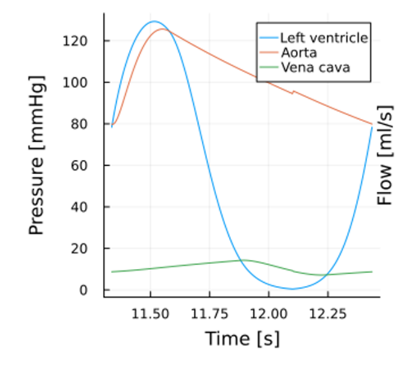 Left ventricle
Aorta
Vena cava
Pressure [mmHg]
120
100
80
60
40
20
0
Flow [ml/s]
11.50 11.75 12.00 12.25
Time [s]